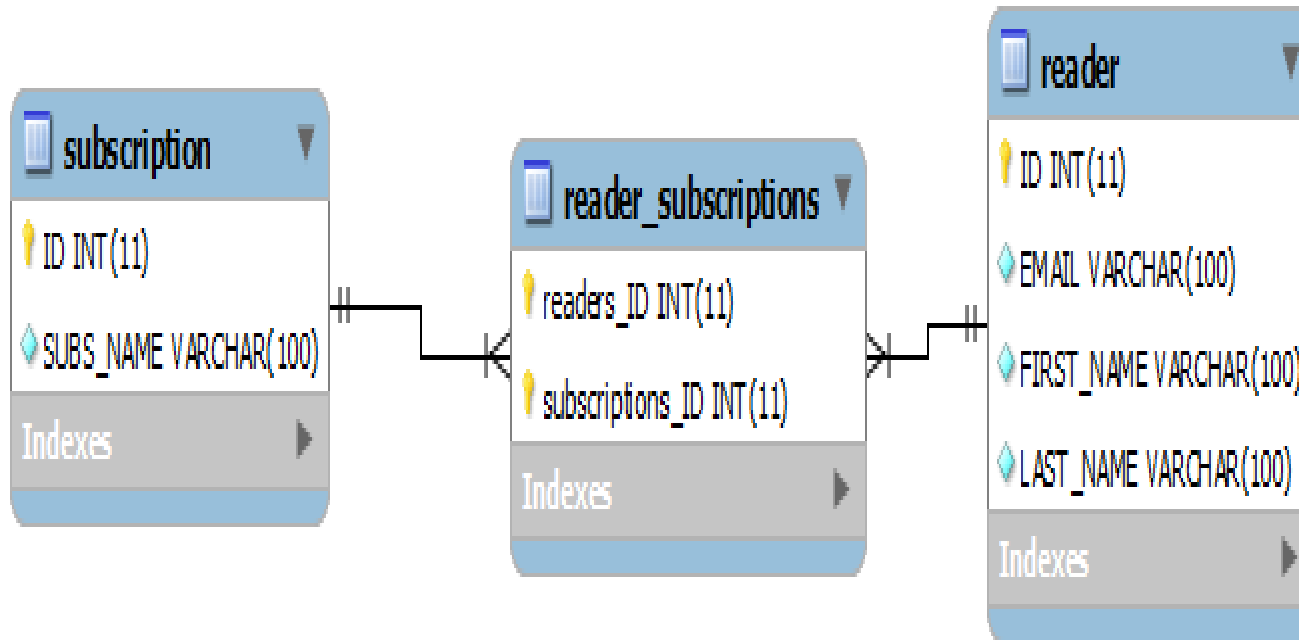 subscription
ID INT(11)
SUBS_NAME VARCHAR(100)
Indexes
reader_subscriptions
readers_ID INT(11)
subscriptions_ID INT(11)
Indexes
reader
ID INT(11)
EMAIL VARCHAR(100)
FIRST_NAME VARCHAR(100)
LAST_NAME VARCHAR(100)
Indexes